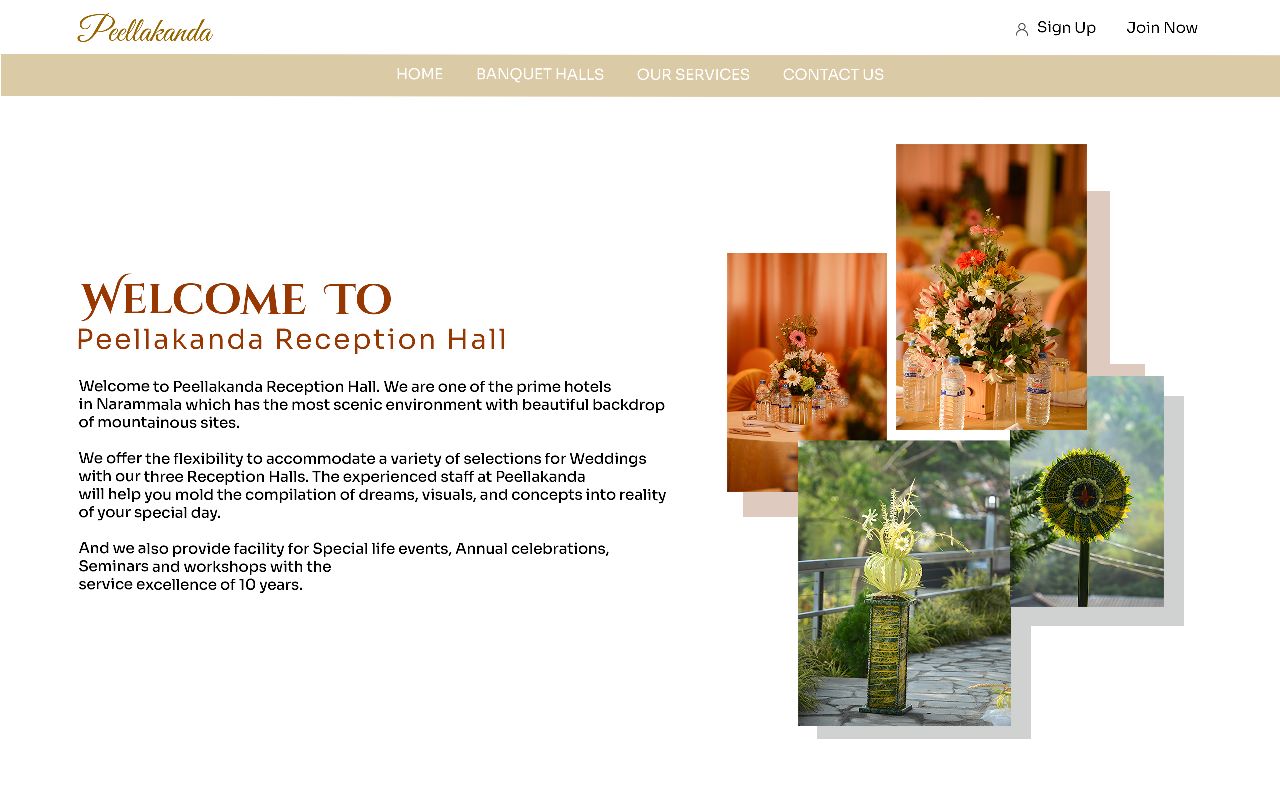 Peellakanda
Sign Up
Join Now
HOME
BANQUET HALLS
OUR SERVICES
CONTACT US
WELCOME TO
Peellakanda Reception Hall
Welcome to Peellakanda Reception Hall. We are one of the prime hotels
in Narammala which has the most scenic environment with beautiful backdrop
of mountainous sites.
We offer the flexibility to accommodate a variety of selections for Weddings
with our three Reception Halls. The experienced staff at Peellakanda
will help you mold the compilation of dreams, visuals, and concepts into reality
of your special day.
And we also provide facility for Special life events, Annual celebrations,
Seminars and workshops with the
service excellence of 10 years.